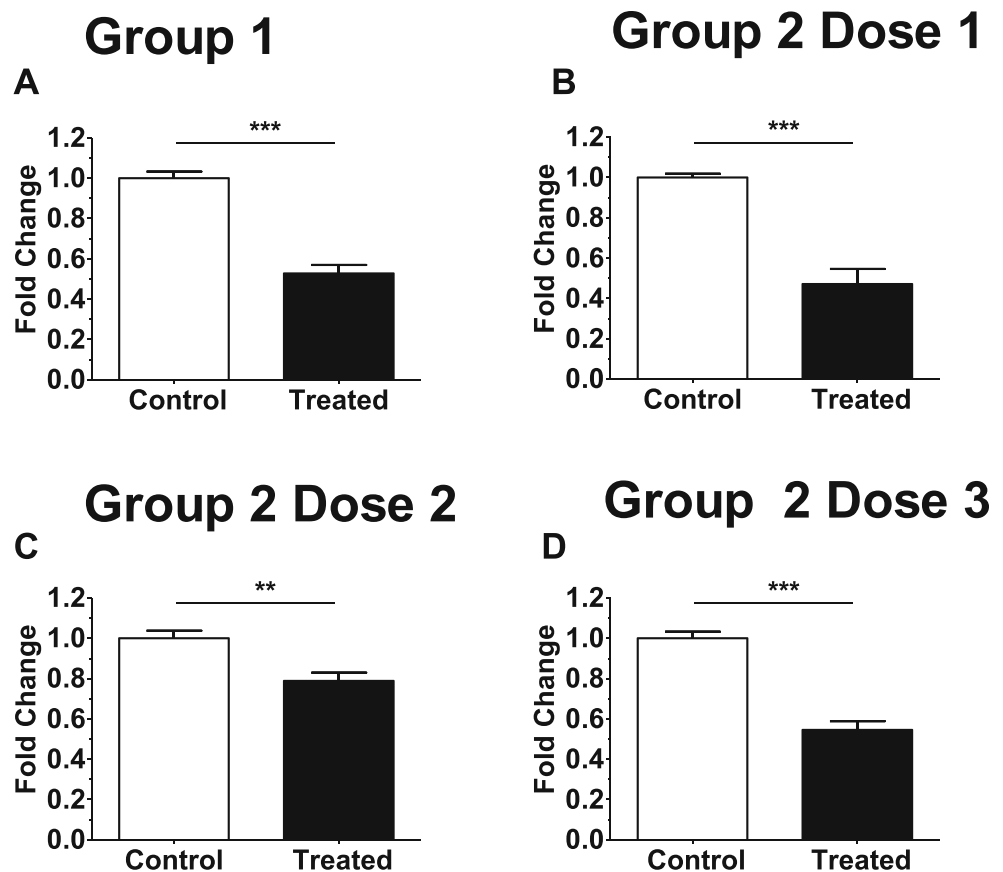 Group 1
A
***
1.2
1.0
0.8
0.6
0.4
0.2
0.0
Fold Change
Control Treated
Group 2 Dose 1
B
***
1.2
1.0
0.8
0.6
0.4
0.2
0.0
Fold Change
Control Treated
Group 2 Dose 2
C
**
1.2
1.0
0.8
0.6
0.4
0.2
0.0
Fold Change
Control Treated
Group 2 Dose 3
D
***
1.2
1.0
0.8
0.6
0.4
0.2
0.0
Fold Change
Control Treated